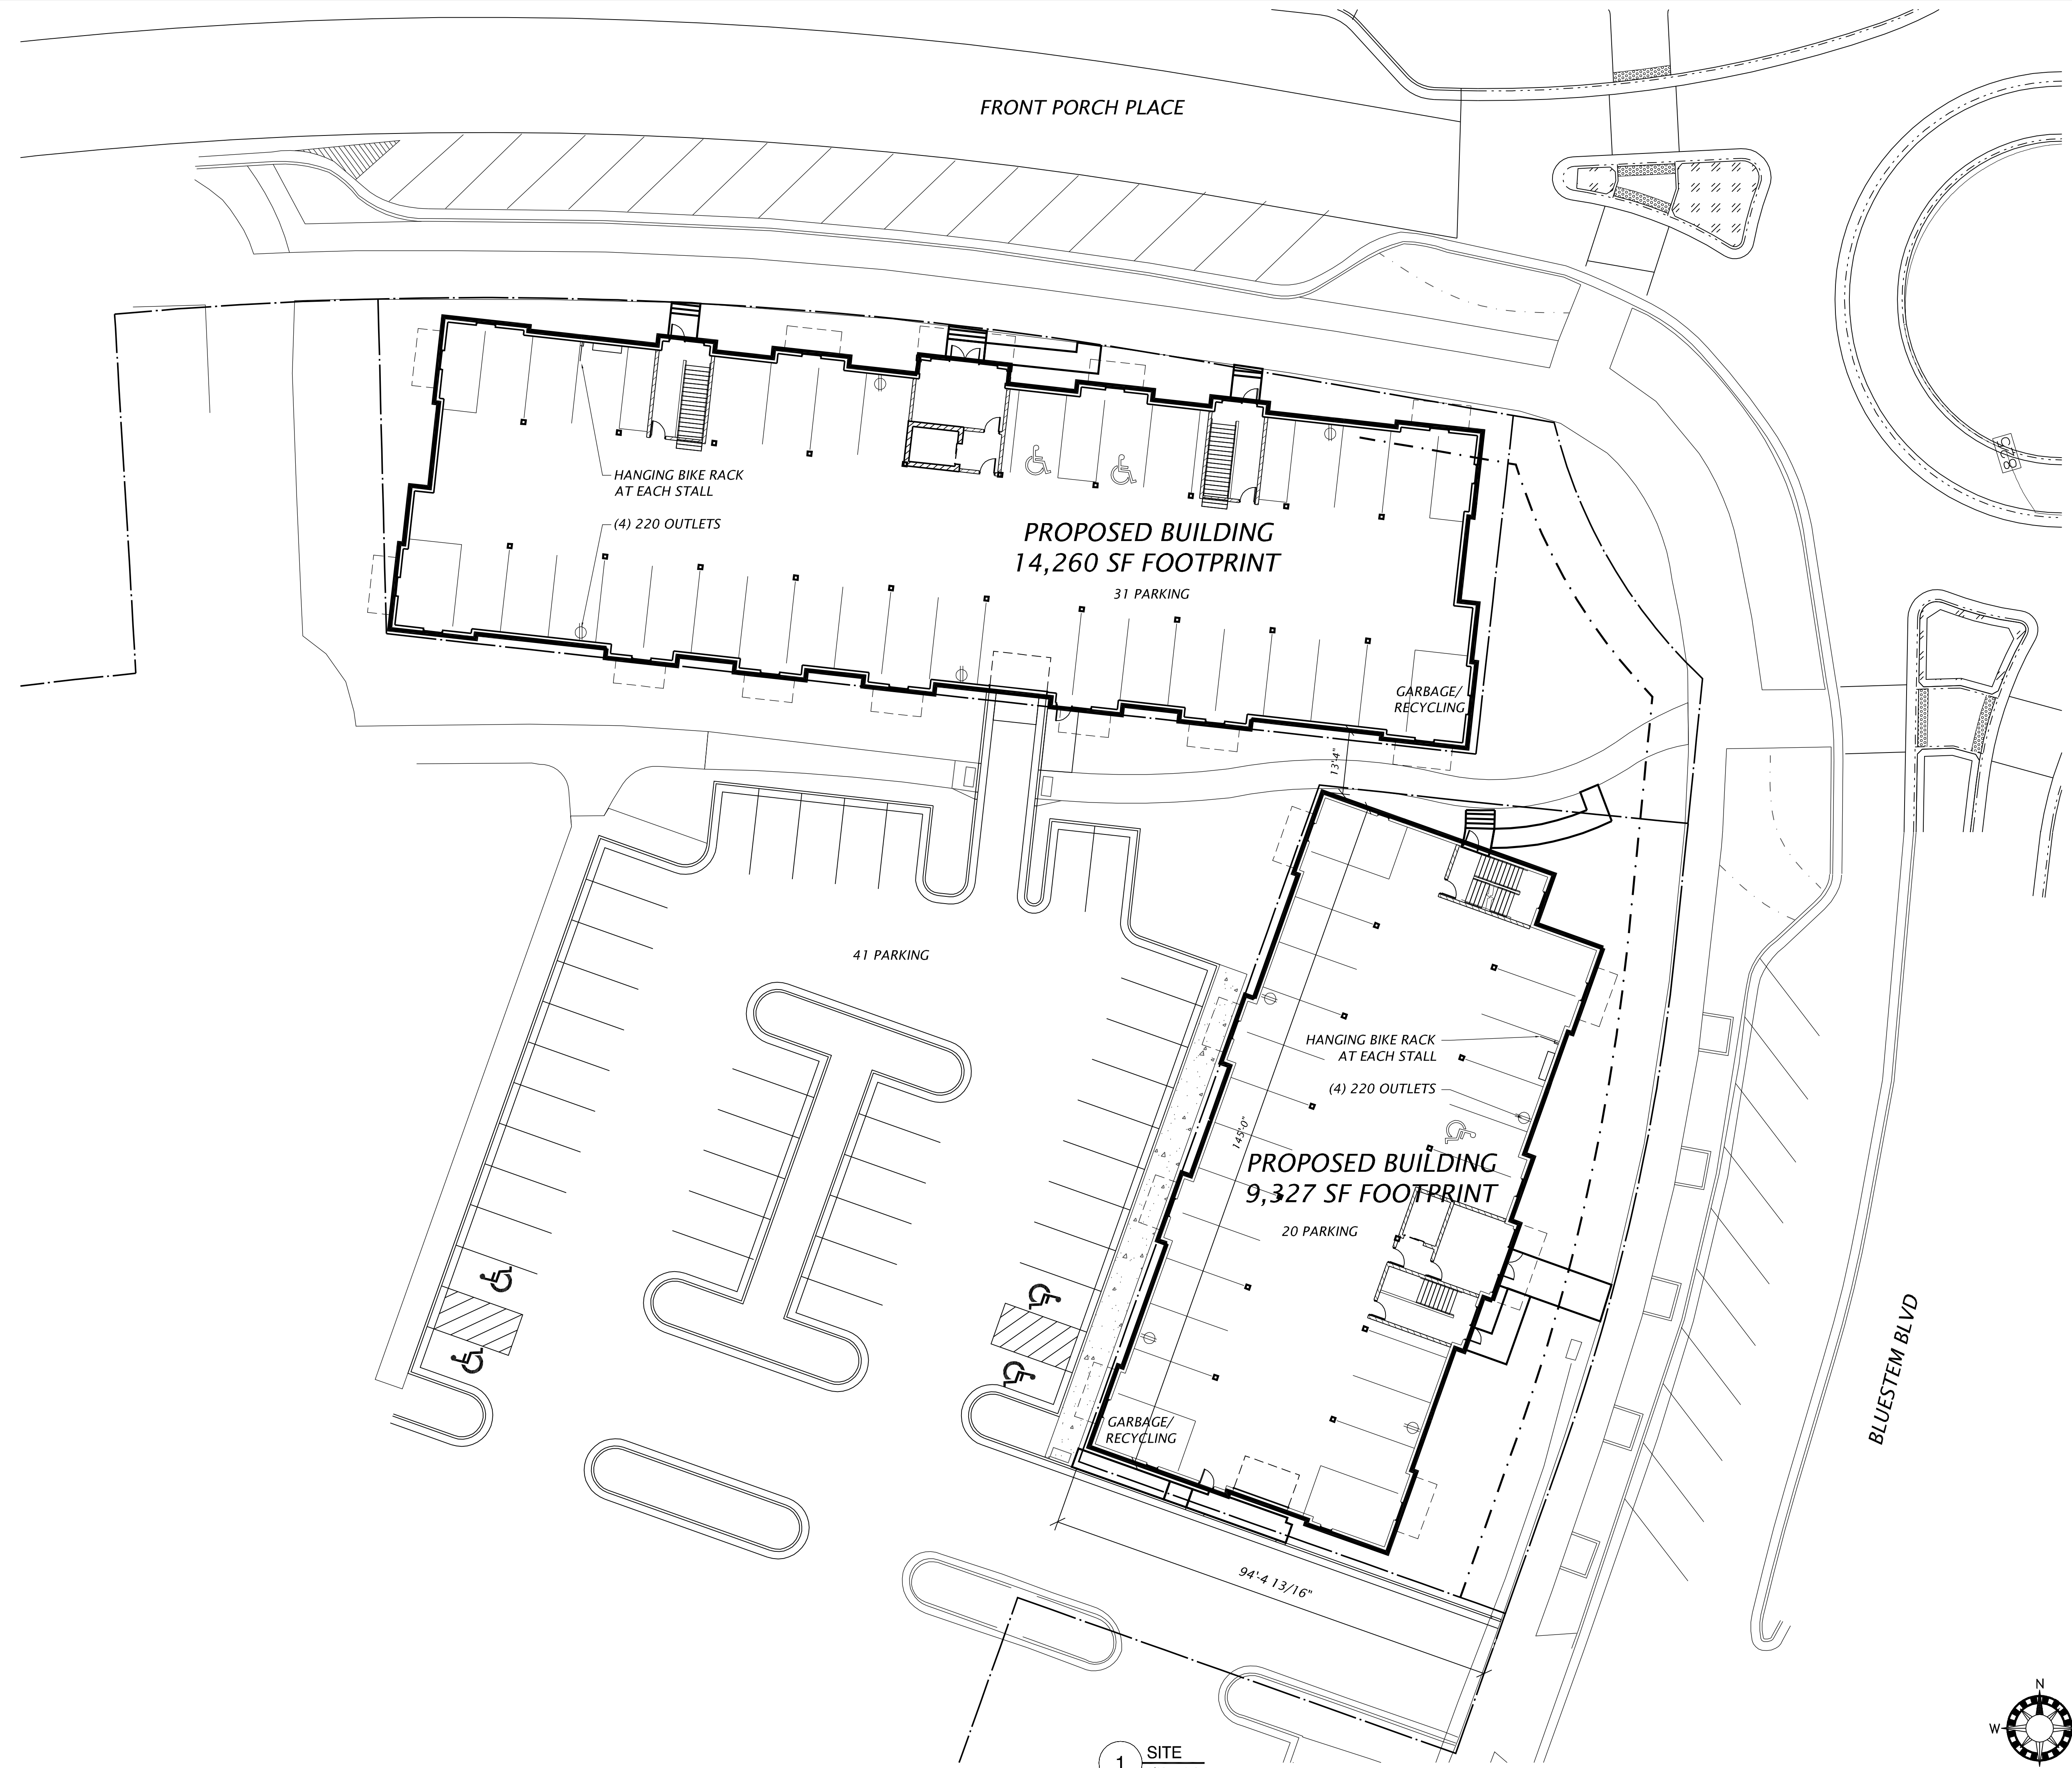 FRONT PORCH PLACE
HANGING BIKE RACK
AT EACH STALL
(4) 220 OUTLETS
PROPOSED BUILDING
14,260 SF FOOTPRINT
31 PARKING
GARBAGE/
RECYCLING
13'-4"
41 PARKING
HANGING BIKE RACK
AT EACH STALL
(4) 220 OUTLETS
145'-0"
PROPOSED BUILDING
9,327 SF FOOTPRINT
20 PARKING
GARBAGE/
RECYCLING
BLUESTEM BLVD
94'-4 13/16"
N
W
1
SITE